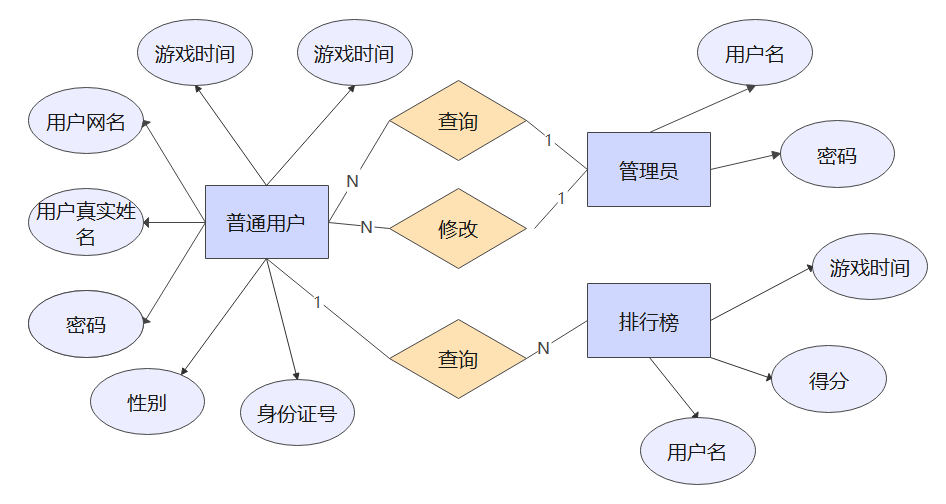 游戏时间
游戏时间
用户名
用户网名
查询
1
密码
管理员
N
用户真实姓
名
普通用户
N
修改
1
游戏时间
密码
1
查询
N
排行榜
得分
性别
身份证号
用户名